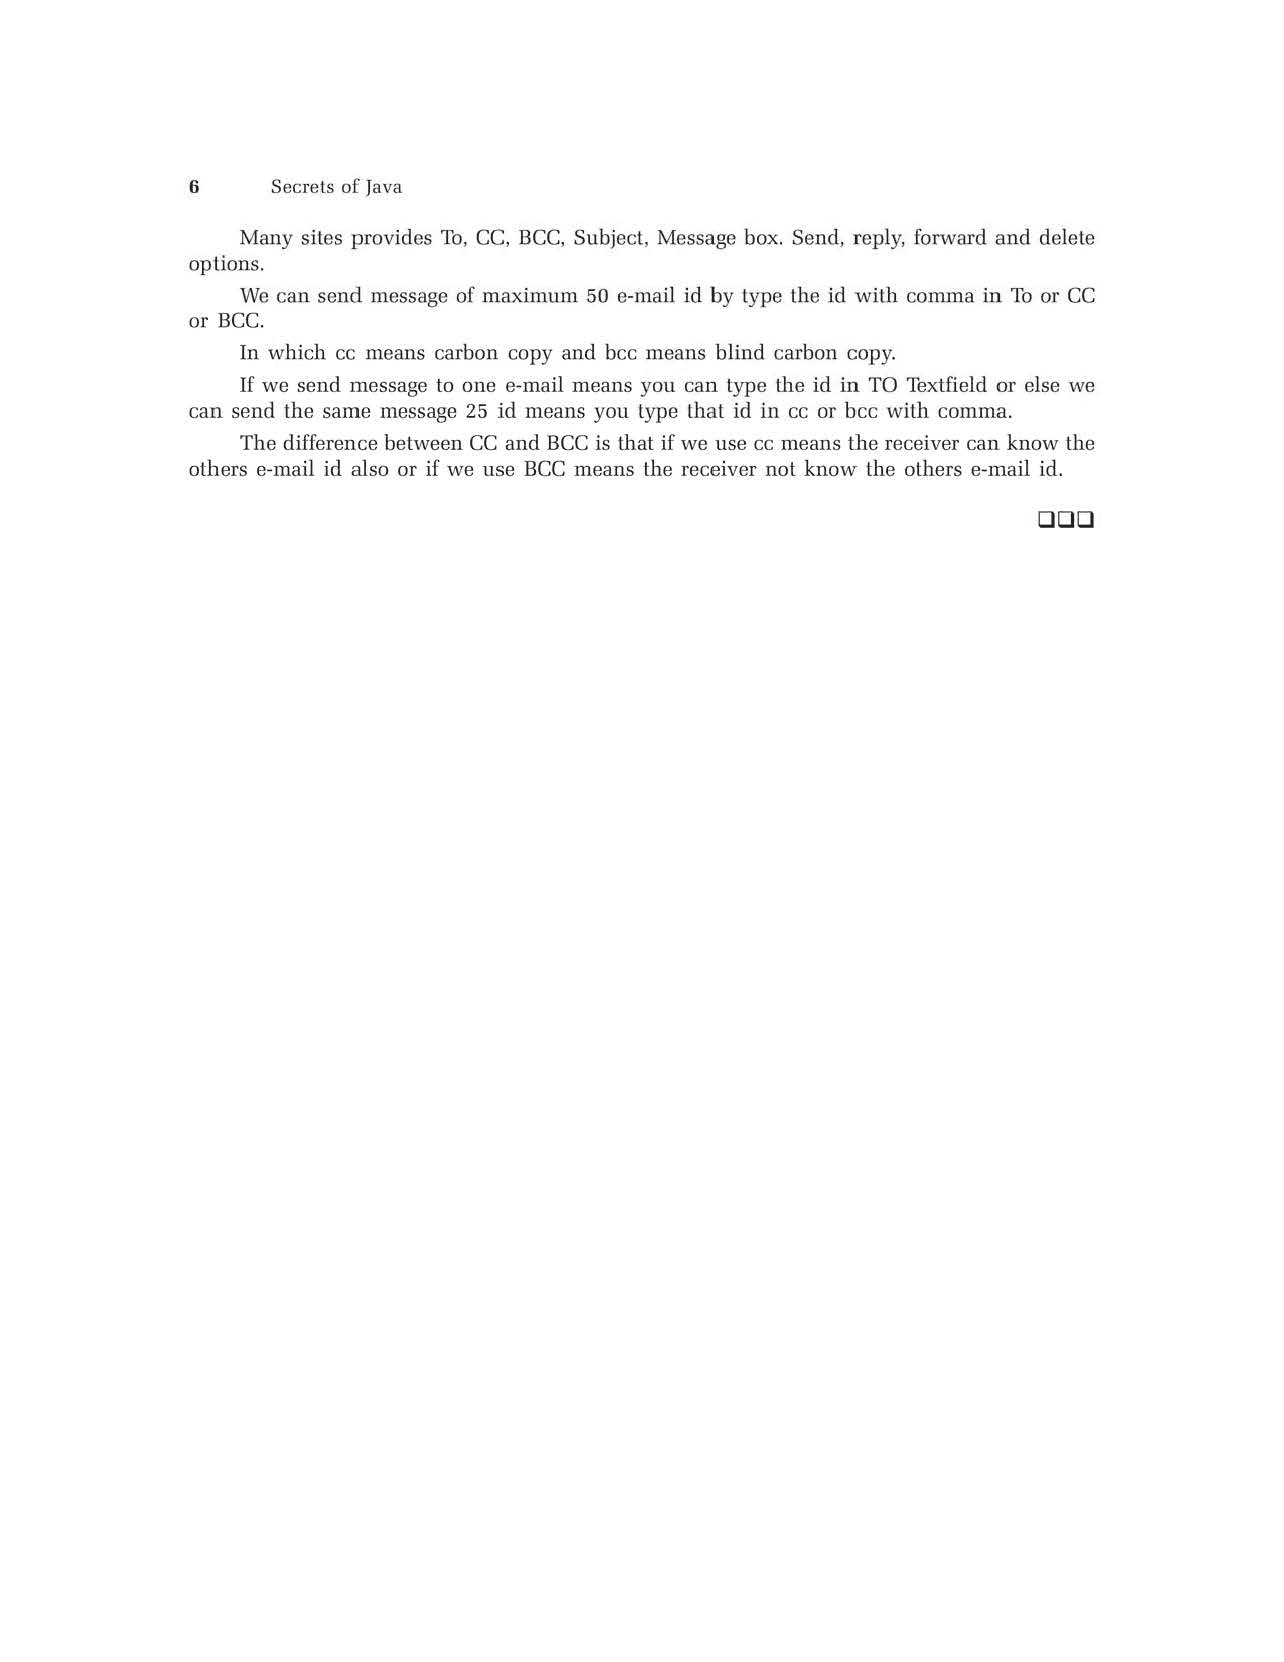 6 Secrets of Java
Many sites provides To, CC, BCC, Subject, Message box. Send, reply, forward and delete
options.
We can send message of maximum 50 e-mail id by type the id with comma in To or CC
or BCC.
In which cc means carbon copy and bcc means blind carbon copy.
If we send message to one e-mail means you can type the id in TO Textfield or else we
can send the same message 25 id means you type that id in cc or bcc with comma.
The difference between CC and BCC is that if we use cc means the receiver can know the
others e-mail id also or if we use BCC means the receiver not know the others e-mail id.
❑❑❑